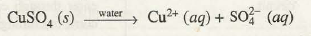 CuSO₄ (s) —water→ Cu²⁺ (aq) + SO₄²⁻ (aq)